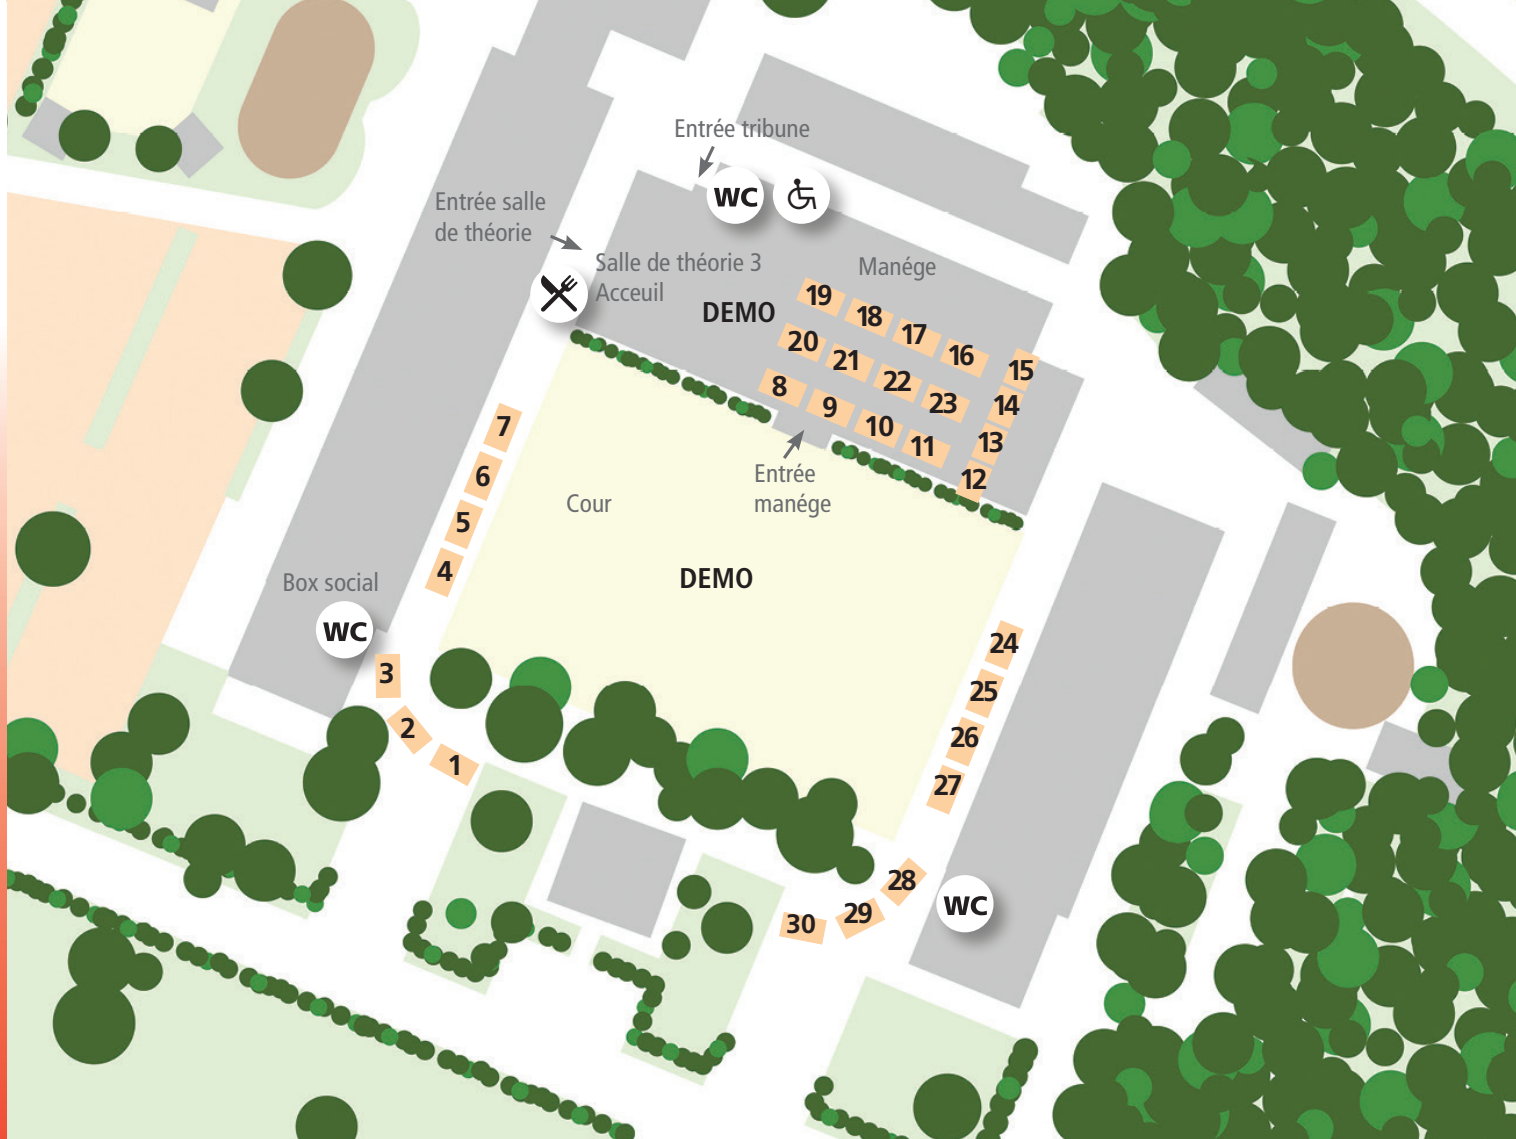 Entrée tribune
WC
Entrée salle
de théorie
Salle de théorie 3
Acceuil
Manége
DEMO
19
18
17
16
15
20
21
22
23
14
8
9
10
11
13
12
Entrée
manége
7
6
5
4
Cour
DEMO
Box social
WC
3
2
1
24
25
26
27
28
29
30
WC